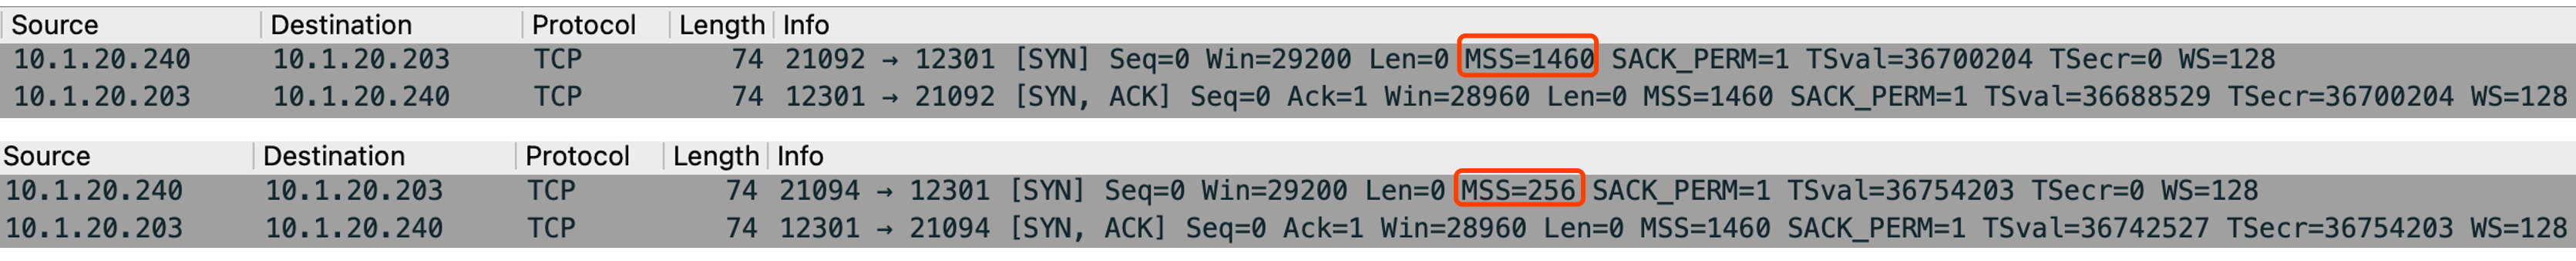 Source Destination Protocol Length Info
10.1.20.240 10.1.20.203 TCP 74 21092 → 12301 [SYN] Seq=0 Win=29200 Len=0 MSS=1460 SACK_PERM=1 TSval=36700204 TSecr=0 WS=128
10.1.20.203 10.1.20.240 TCP 74 12301 → 21092 [SYN, ACK] Seq=0 Ack=1 Win=28960 Len=0 MSS=1460 SACK_PERM=1 TSval=36688529 TSecr=36700204 WS=128
Source Destination Protocol Length Info
10.1.20.240 10.1.20.203 TCP 74 21094 → 12301 [SYN] Seq=0 Win=29200 Len=0 MSS=256 SACK_PERM=1 TSval=36754203 TSecr=0 WS=128
10.1.20.203 10.1.20.240 TCP 74 12301 → 21094 [SYN, ACK] Seq=0 Ack=1 Win=28960 Len=0 MSS=1460 SACK_PERM=1 TSval=36742527 TSecr=36754203 WS=128